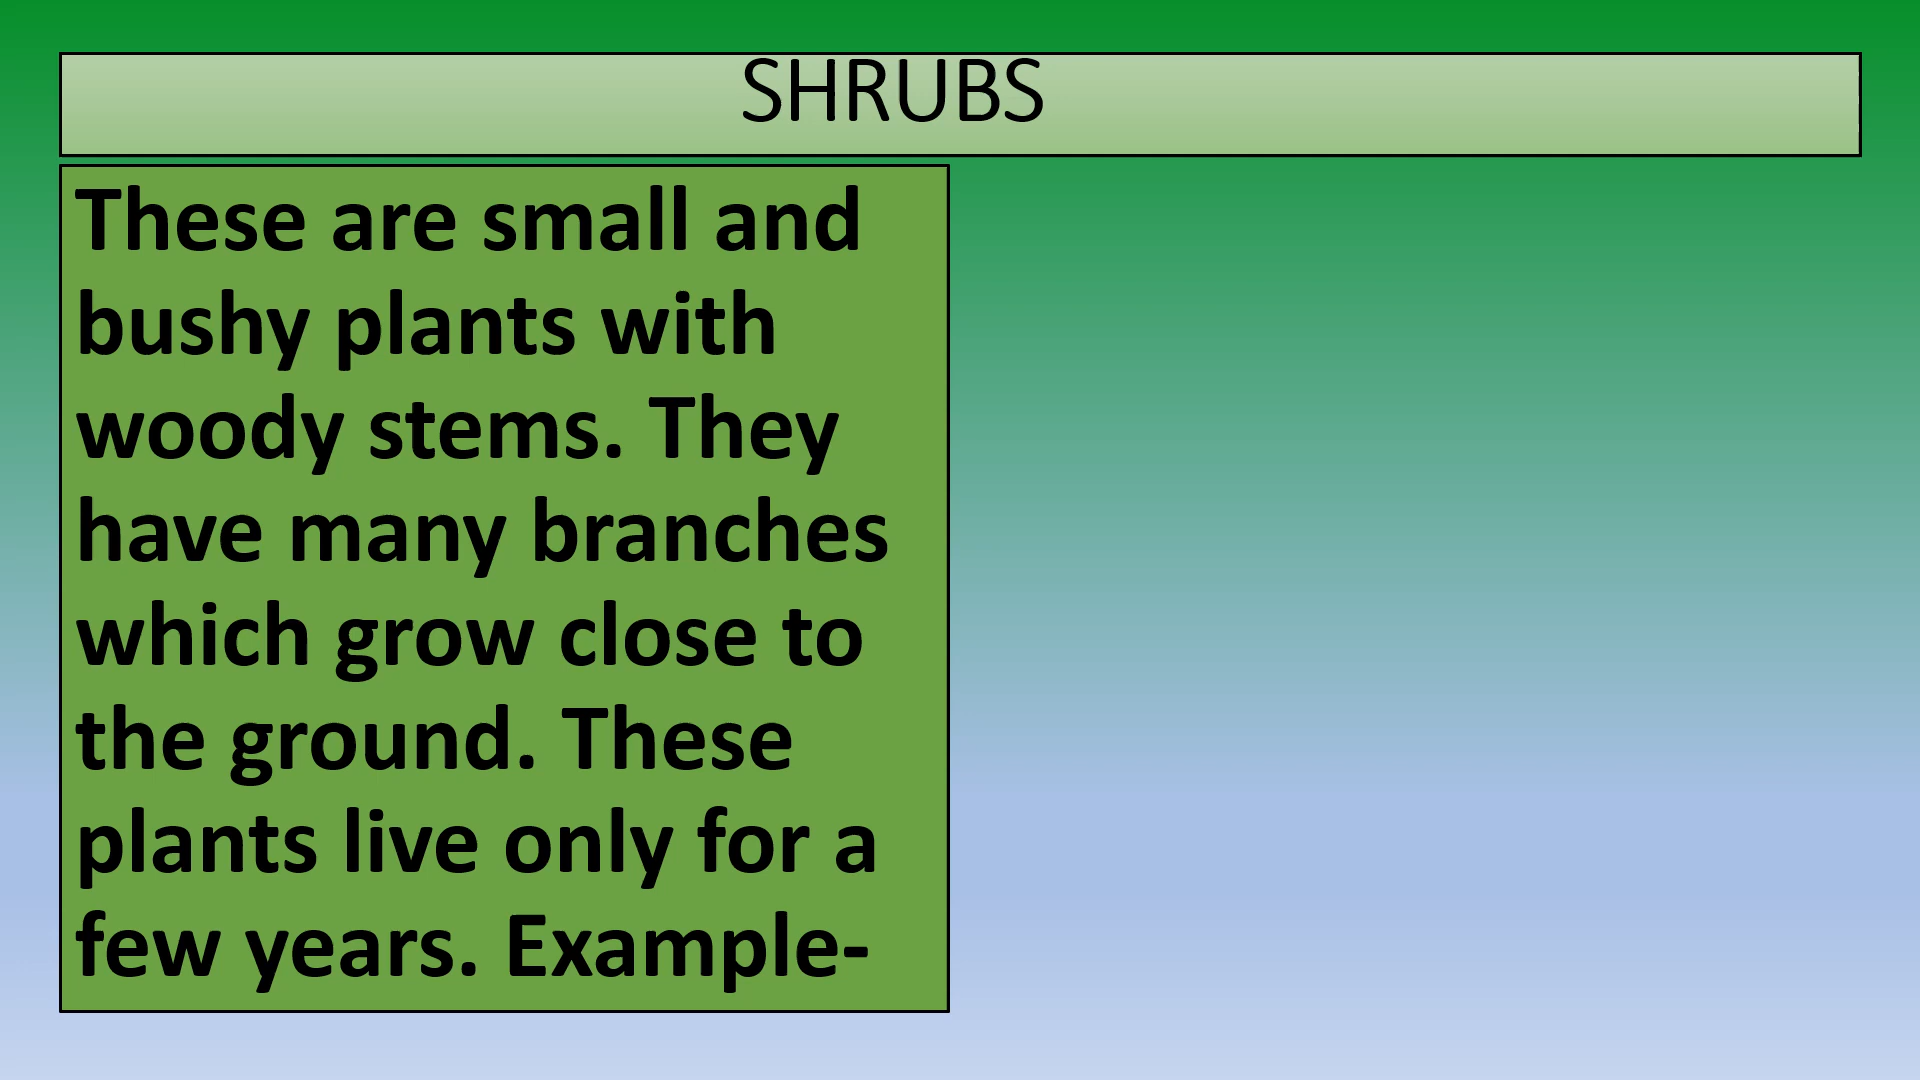 SHRUBS
These are small and
bushy plants with
woody stems. They
have many branches
which grow close to
the ground. These
plants live only for a
few years. Example-